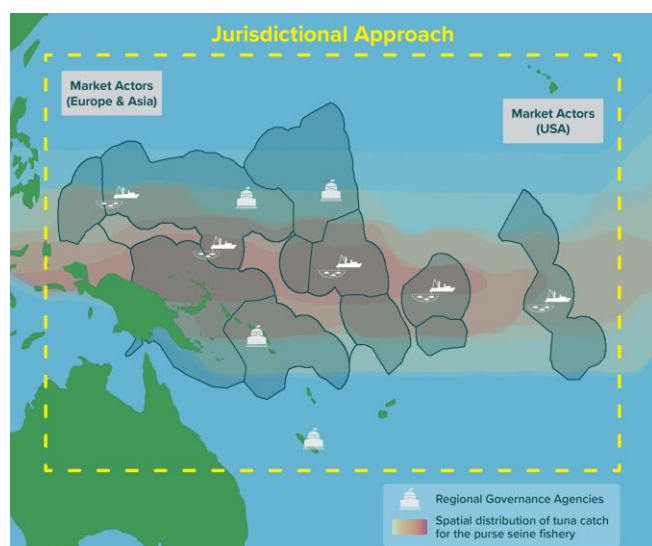 Jurisdictional Approach
Market Actors
(Europe & Asia)
Market Actors
(USA)
Regional Governance Agencies
Spatial distribution of tuna catch
for the purse seine fishery